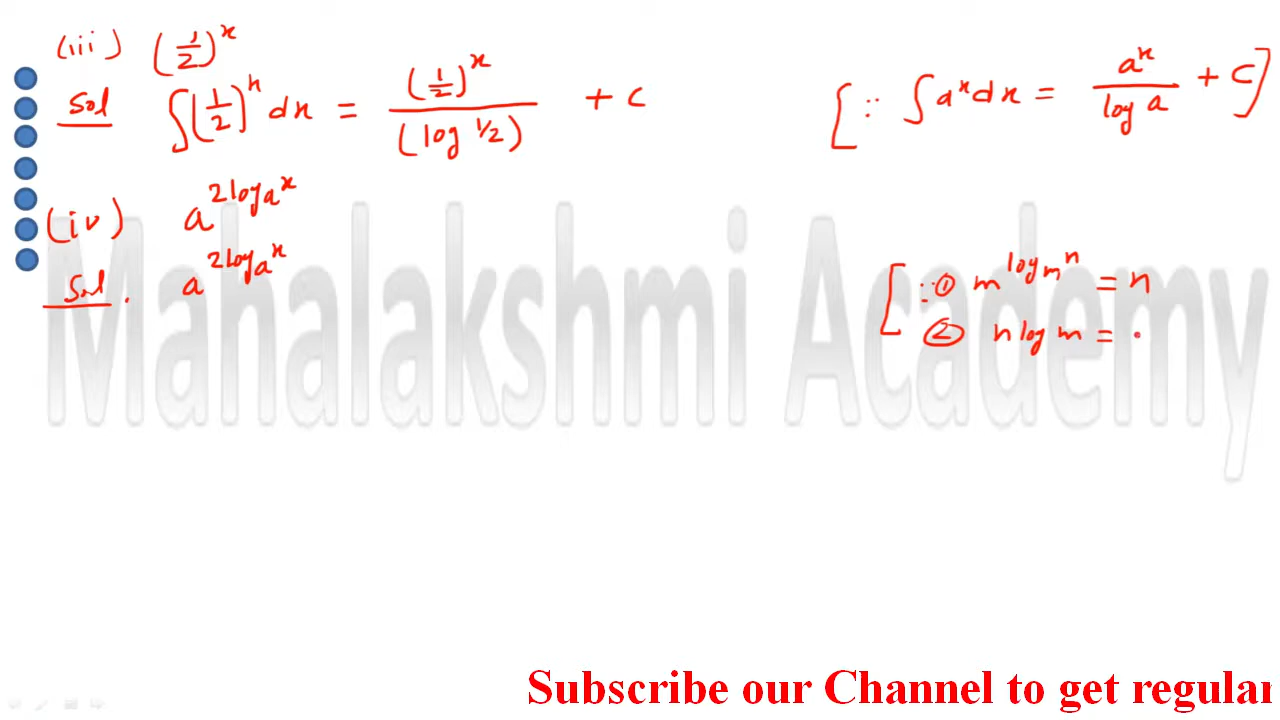 (iii) (1/2)^x
Sol ∫(1/2)^x dx = (1/2)^x / (log 1/2) + c [∵ ∫a^x dx = a^x / log a + C]
(iv) a^(2 log_a x)
Sol. a^(2 log_a x) [∵ ① m^(log_m n) = n
② n log m =
Mahalakshmi Academy
Subscribe our Channel to get regular